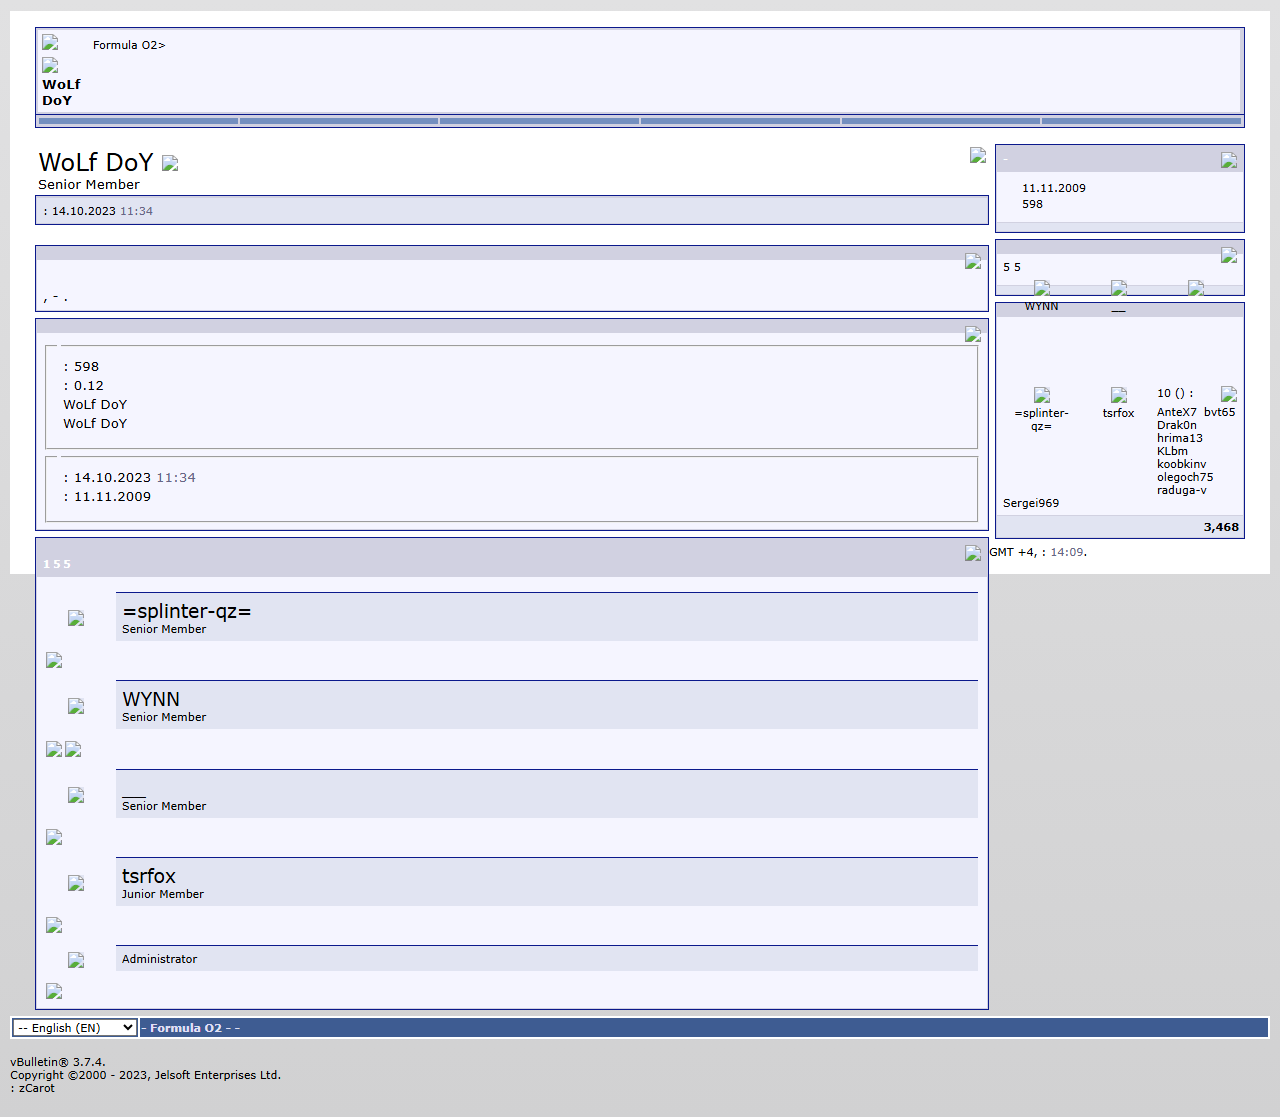 Formula O2>
WoLf
DoY
WoLf DoY
Senior Member
: 14.10.2023 11:34
, - .
: 598
: 0.12
WoLf DoY
WoLf DoY
: 14.10.2023 11:34
: 11.11.2009
1 5 5
=splinter-qz=
Senior Member
WYNN
Senior Member
___
Senior Member
tsrfox
Junior Member
Administrator
-
11.11.2009
598
5 5
WYNN
___
=splinter-
qz=
tsrfox
10 () :
bvt65
AnteX7
Drak0n
hrima13
KLbm
koobkinv
olegoch75
raduga-v
Sergei969
3,468
GMT +4, : 14:09.
-- English (EN)
- Formula O2 - -
vBulletin® 3.7.4.
Copyright ©2000 - 2023, Jelsoft Enterprises Ltd.
: zCarot